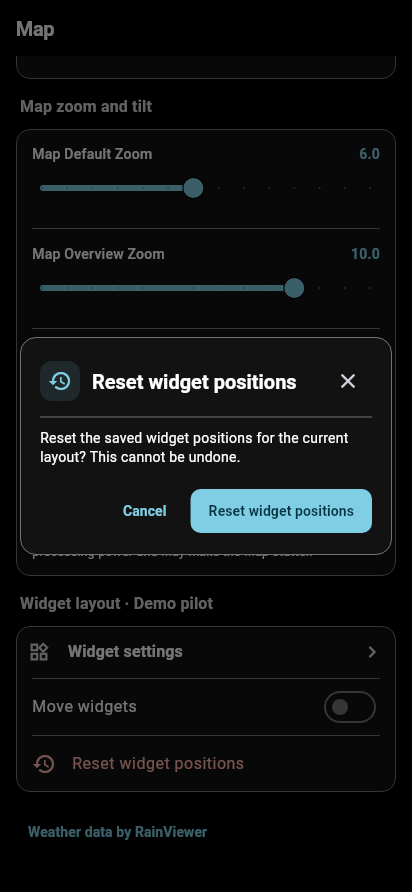 Map
Map zoom and tilt
Map Default Zoom 6.0
Map Overview Zoom 10.0
Reset widget positions
Reset the saved widget positions for the current
layout? This cannot be undone.
Cancel Reset widget positions
Widget layout · Demo pilot
Widget settings
Move widgets
Reset widget positions
Weather data by RainViewer